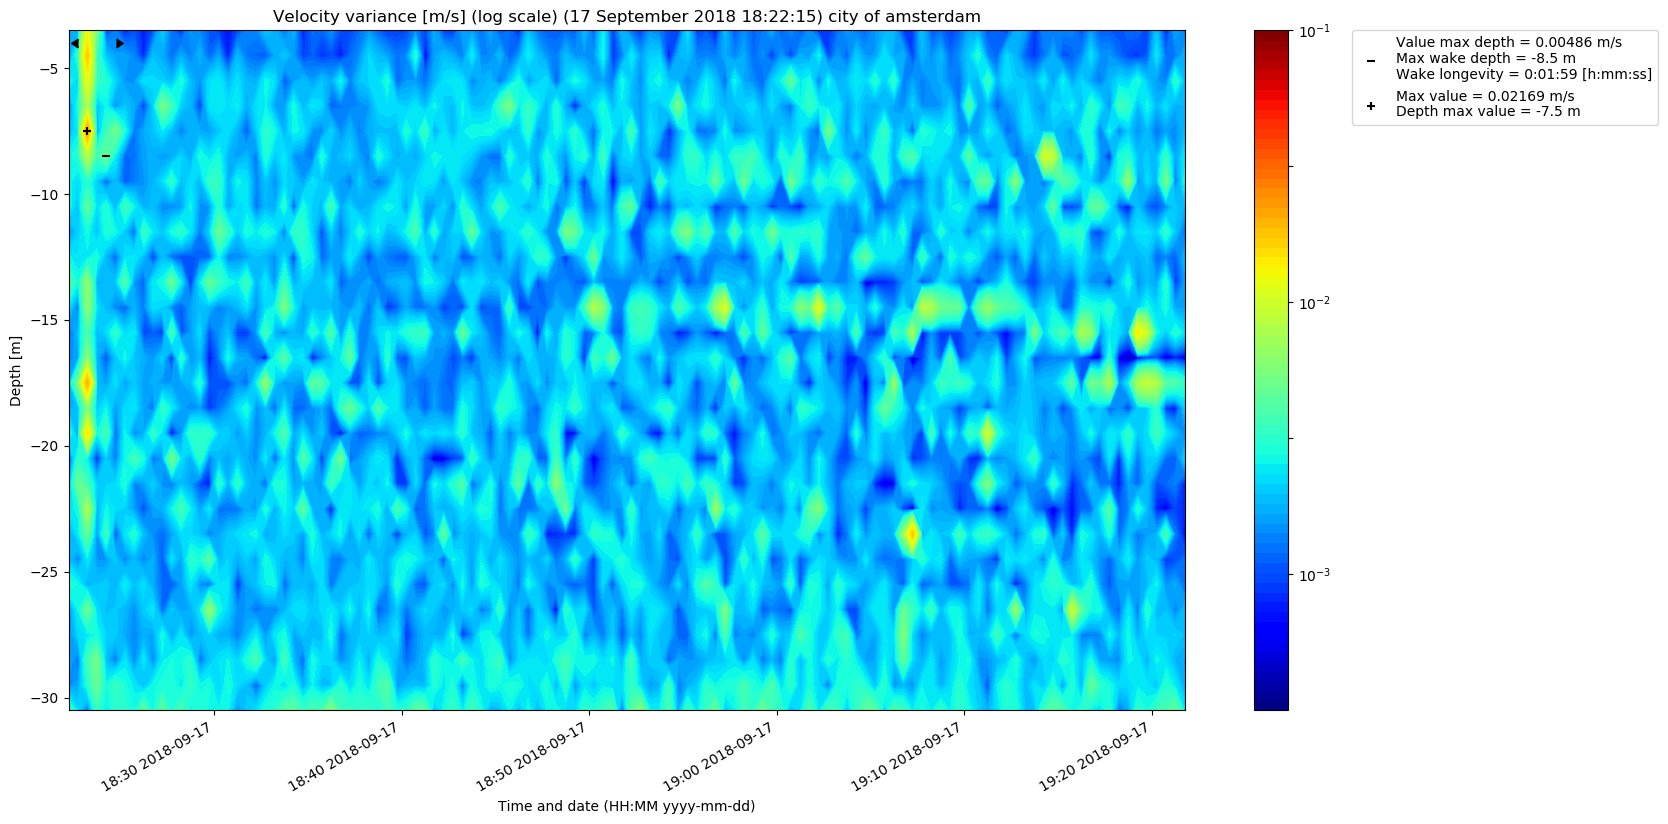 Velocity variance [m/s] (log scale) (17 September 2018 18:22:15) city of amsterdam
Depth [m]
−5
−10
−15
−20
−25
−30
18:30 2018-09-17
18:40 2018-09-17
18:50 2018-09-17
19:00 2018-09-17
19:10 2018-09-17
19:20 2018-09-17
Time and date (HH:MM yyyy-mm-dd)
10⁻¹
10⁻²
10⁻³
Value max depth = 0.00486 m/s
Max wake depth = -8.5 m
Wake longevity = 0:01:59 [h:mm:ss]
Max value = 0.02169 m/s
Depth max value = -7.5 m